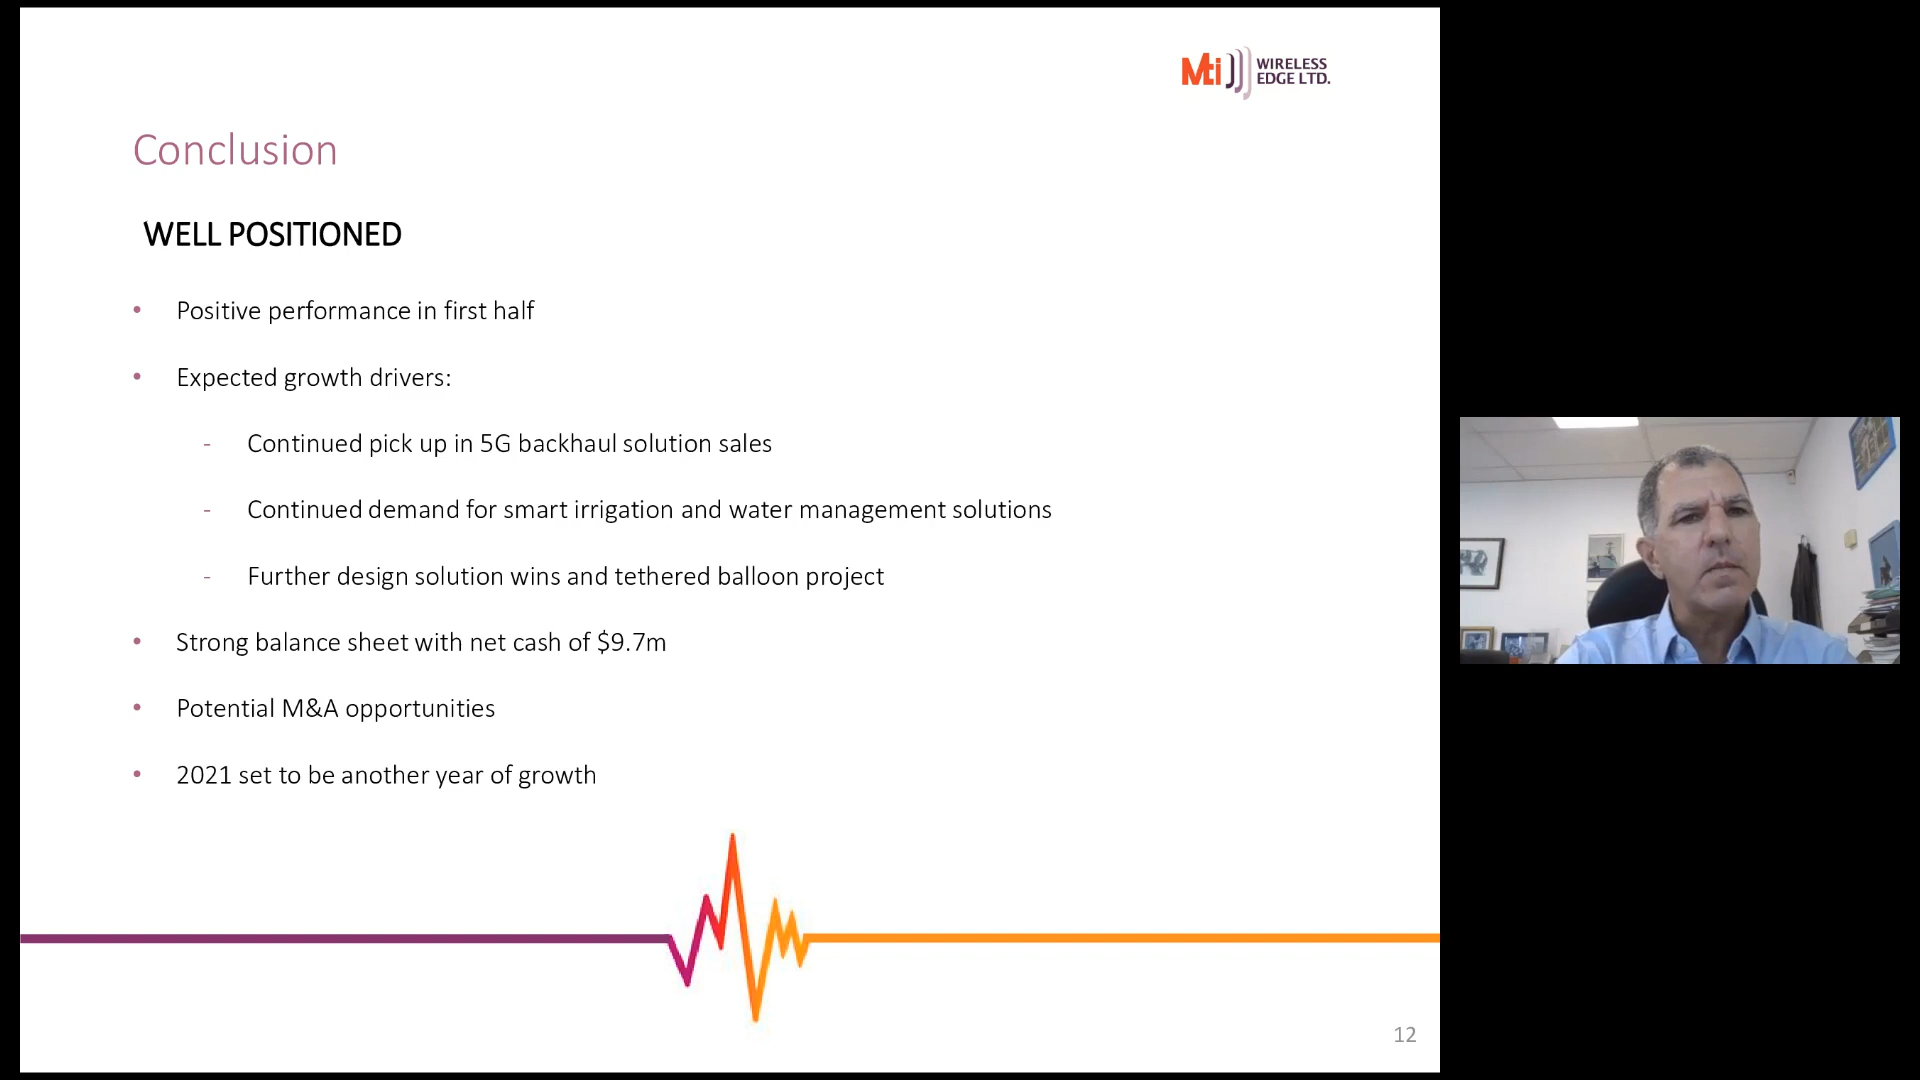 Mti WIRELESS
EDGE LTD.
Conclusion
WELL POSITIONED
• Positive performance in first half
• Expected growth drivers:
- Continued pick up in 5G backhaul solution sales
- Continued demand for smart irrigation and water management solutions
- Further design solution wins and tethered balloon project
• Strong balance sheet with net cash of $9.7m
• Potential M&A opportunities
• 2021 set to be another year of growth
12